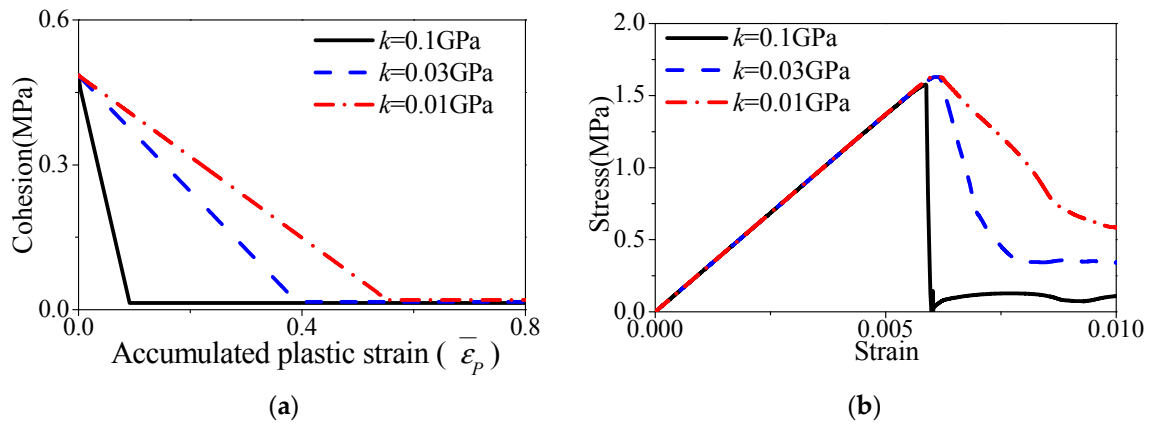 0.6
k=0.1GPa
k=0.03GPa
k=0.01GPa
0.3
0.0
0.0 0.4 0.8
Cohesion(MPa)
Accumulated plastic strain ( ε̅P )
(a)
2.0
k=0.1GPa
k=0.03GPa
k=0.01GPa
1.5
1.0
0.5
0.0
0.000 0.005 0.010
Stress(MPa)
Strain
(b)